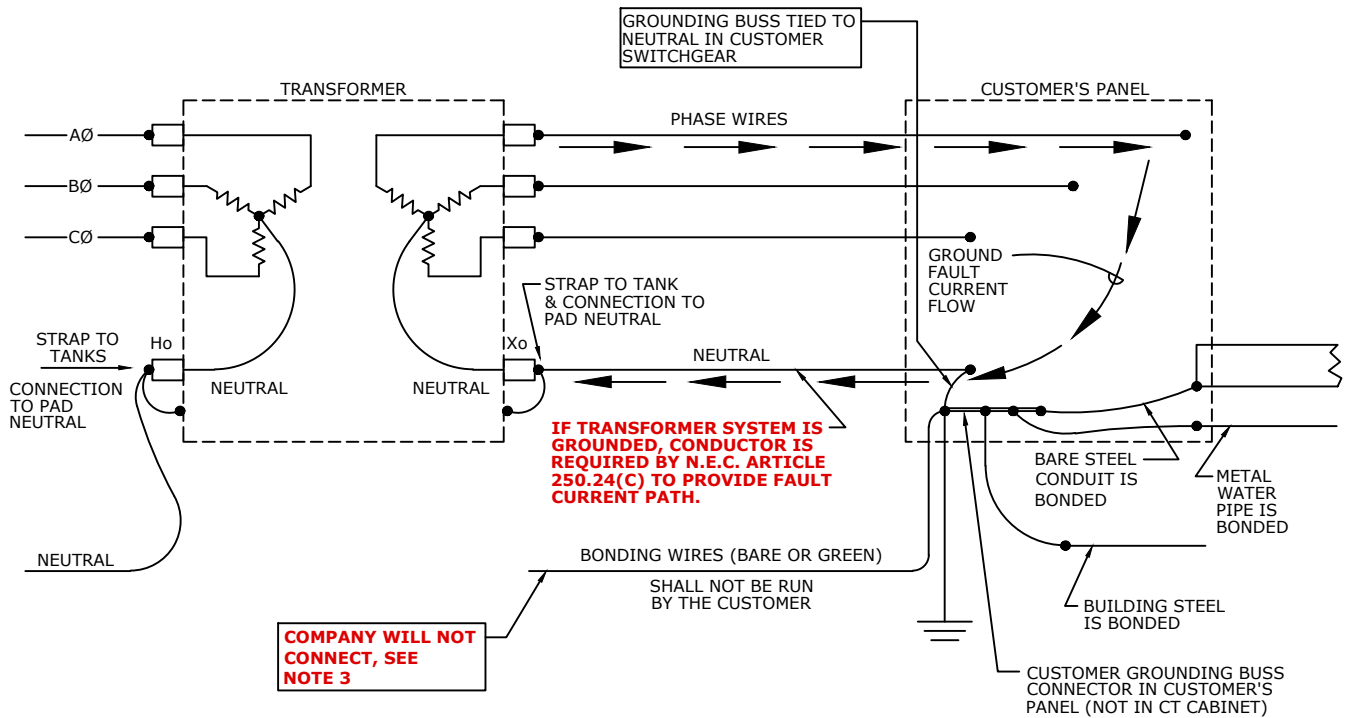 GROUNDING BUSS TIED TO
NEUTRAL IN CUSTOMER
SWITCHGEAR
TRANSFORMER
CUSTOMER'S PANEL
AØ
BØ
CØ
PHASE WIRES
GROUND
FAULT
CURRENT
FLOW
STRAP TO TANK
& CONNECTION TO
PAD NEUTRAL
STRAP TO
TANKS
CONNECTION
TO PAD
NEUTRAL
Ho
NEUTRAL
Xo
NEUTRAL
NEUTRAL
IF TRANSFORMER SYSTEM IS
GROUNDED, CONDUCTOR IS
REQUIRED BY N.E.C. ARTICLE
250.24(C) TO PROVIDE FAULT
CURRENT PATH.
BARE STEEL
CONDUIT IS
BONDED
METAL
WATER
PIPE IS
BONDED
NEUTRAL
BONDING WIRES (BARE OR GREEN)
SHALL NOT BE RUN
BY THE CUSTOMER
BUILDING STEEL
IS BONDED
COMPANY WILL NOT
CONNECT, SEE
NOTE 3
CUSTOMER GROUNDING BUSS
CONNECTOR IN CUSTOMER'S
PANEL (NOT IN CT CABINET)